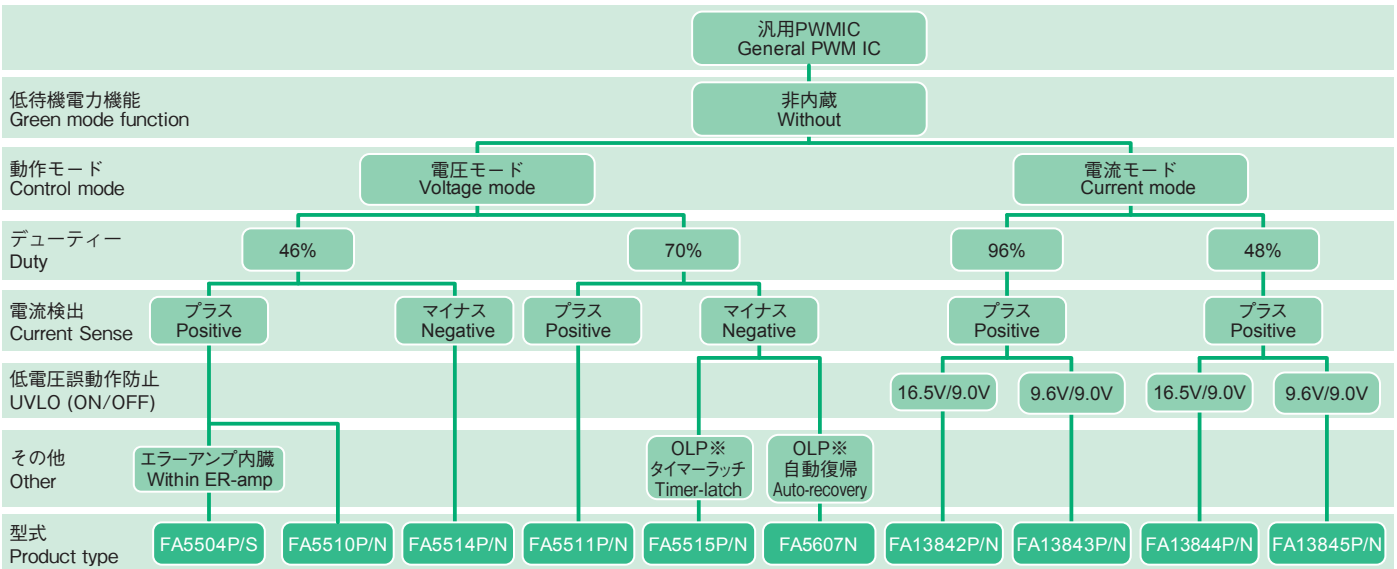 汎用PWMIC
General PWM IC
低待機電力機能
Green mode function
非内蔵
Without
動作モード
Control mode
電圧モード
Voltage mode
電流モード
Current mode
デューティー
Duty
46%
70%
96%
48%
電流検出
Current Sense
プラス
Positive
マイナス
Negative
プラス
Positive
マイナス
Negative
プラス
Positive
プラス
Positive
低電圧誤動作防止
UVLO (ON/OFF)
16.5V/9.0V
9.6V/9.0V
16.5V/9.0V
9.6V/9.0V
その他
Other
エラーアンプ内臓
Within ER-amp
OLP※
タイマーラッチ
Timer-latch
OLP※
自動復帰
Auto-recovery
型式
Product type
FA5504P/S
FA5510P/N
FA5514P/N
FA5511P/N
FA5515P/N
FA5607N
FA13842P/N
FA13843P/N
FA13844P/N
FA13845P/N